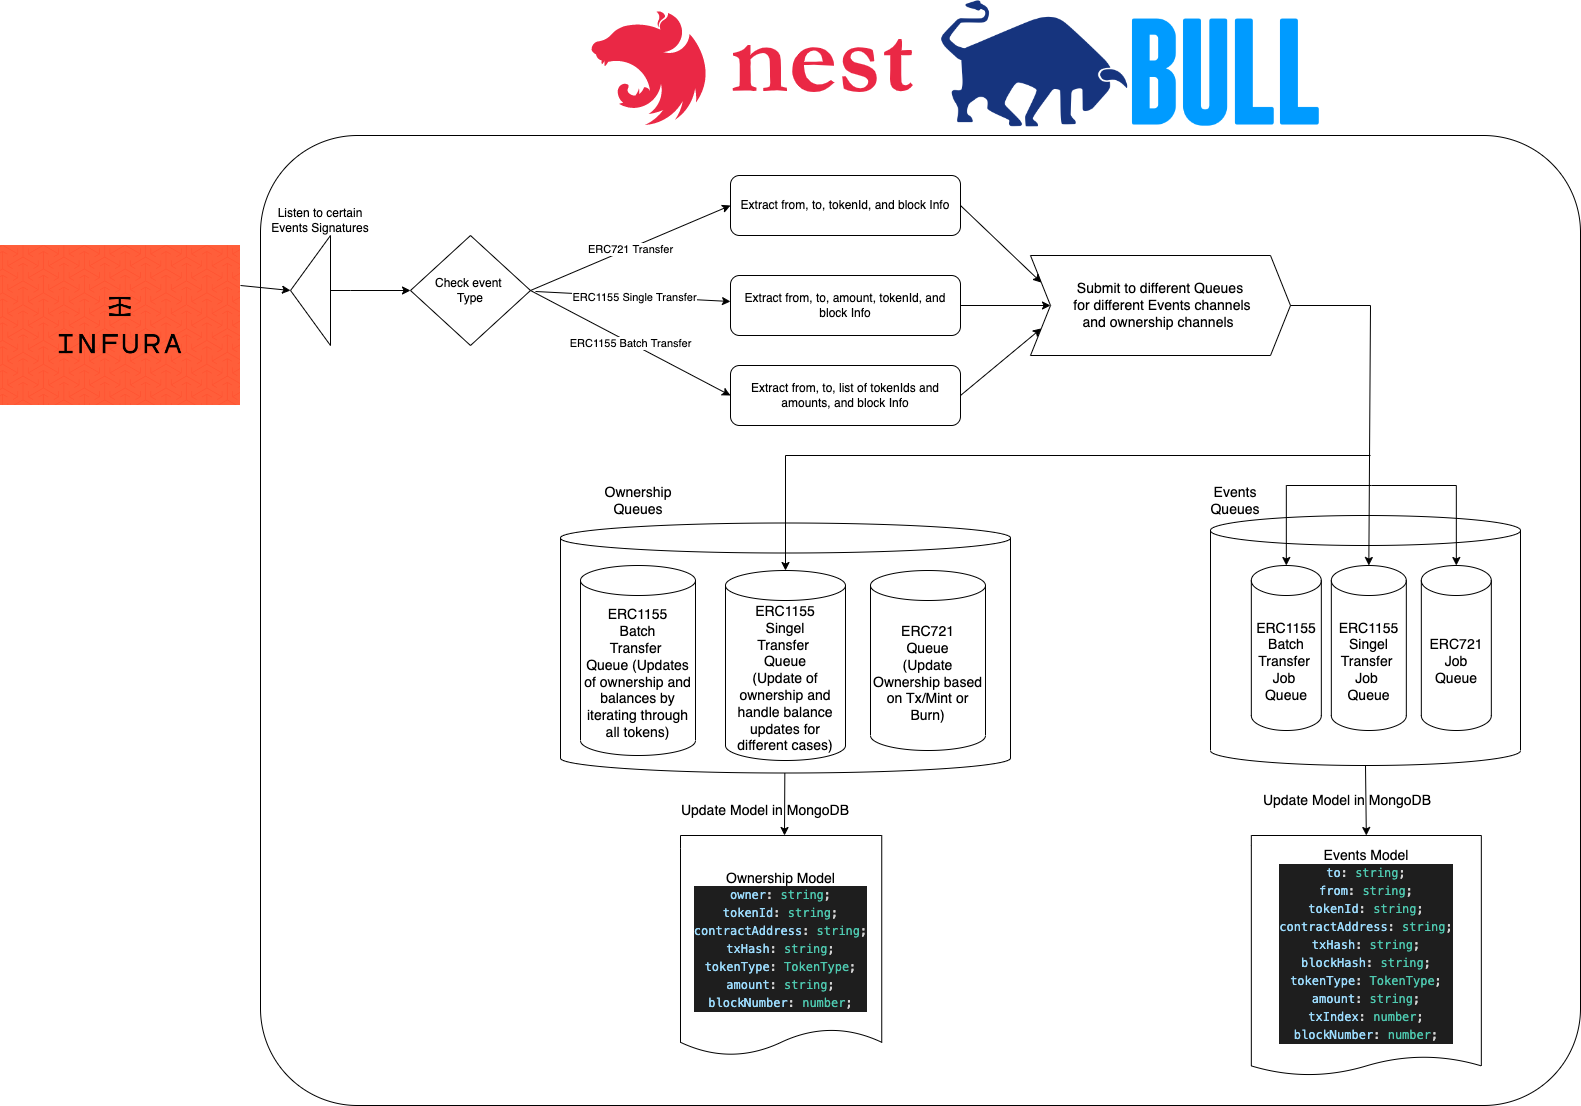 nest
BULL
Listen to certain
Events Signatures
INFURA
Check event
Type
ERC721 Transfer
ERC1155 Single Transfer
ERC1155 Batch Transfer
Extract from, to, tokenId, and block Info
Extract from, to, amount, tokenId, and
block Info
Extract from, to, list of tokenIds and
amounts, and block Info
Submit to different Queues
for different Events channels
and ownership channels
Ownership
Queues
ERC1155
Batch
Transfer
Queue (Updates
of ownership and
balances by
iterating through
all tokens)
ERC1155
Singel
Transfer
Queue
(Update of
ownership and
handle balance
updates for
different cases)
ERC721
Queue
(Update
Ownership based
on Tx/Mint or
Burn)
Events
Queues
ERC1155
Batch
Transfer
Job
Queue
ERC1155
Singel
Transfer
Job
Queue
ERC721
Job
Queue
Update Model in MongoDB
Ownership Model
owner: string;
tokenId: string;
contractAddress: string;
txHash: string;
tokenType: TokenType;
amount: string;
blockNumber: number;
Update Model in MongoDB
Events Model
to: string;
from: string;
tokenId: string;
contractAddress: string;
txHash: string;
blockHash: string;
tokenType: TokenType;
amount: string;
txIndex: number;
blockNumber: number;